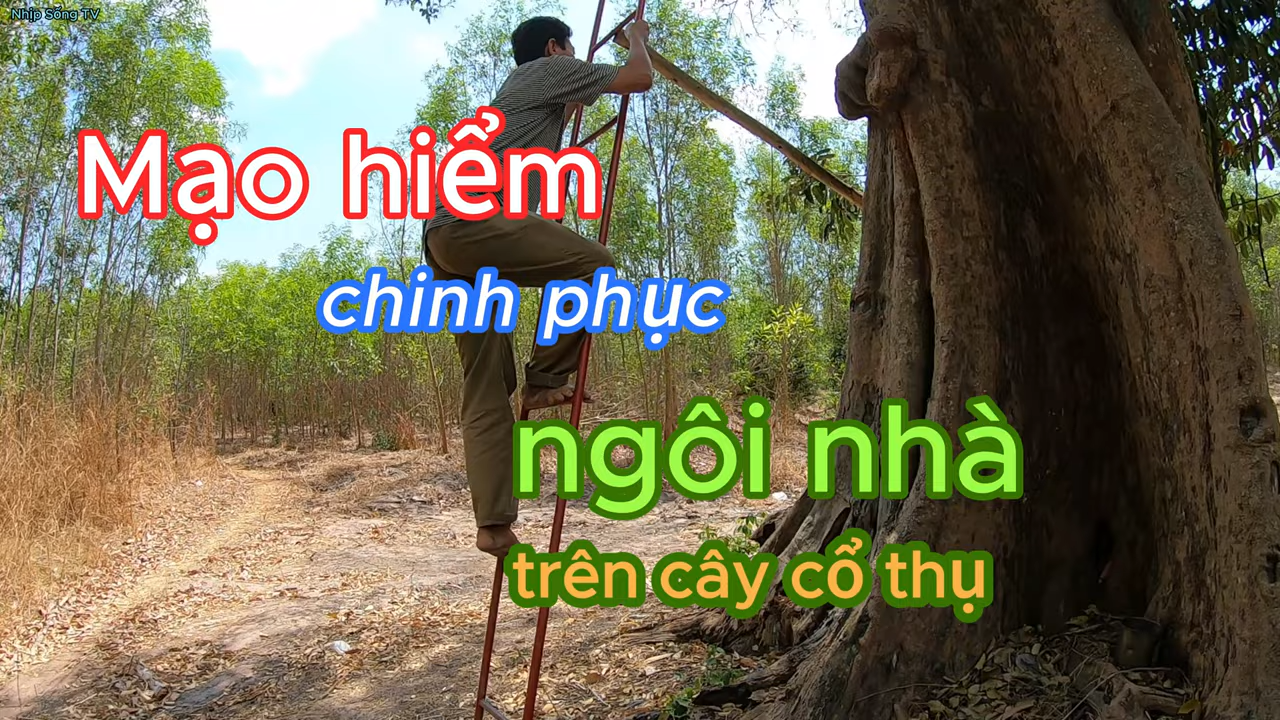 Nhịp Sống TV
Mạo hiểm
chinh phục
ngôi nhà
trên cây cổ thụ